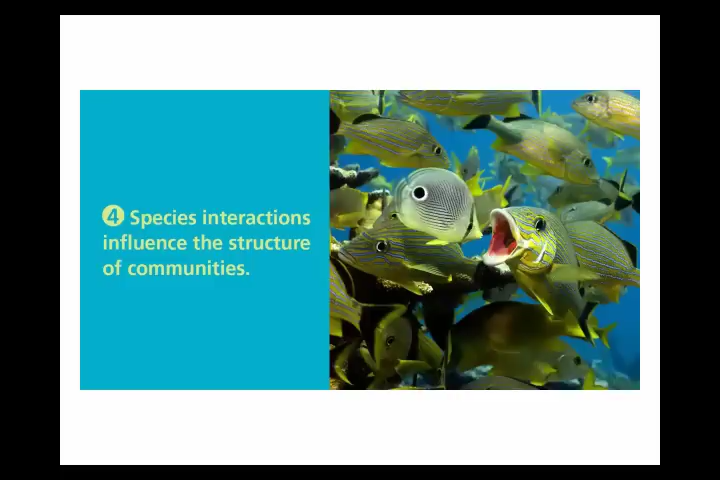 4 Species interactions
influence the structure
of communities.